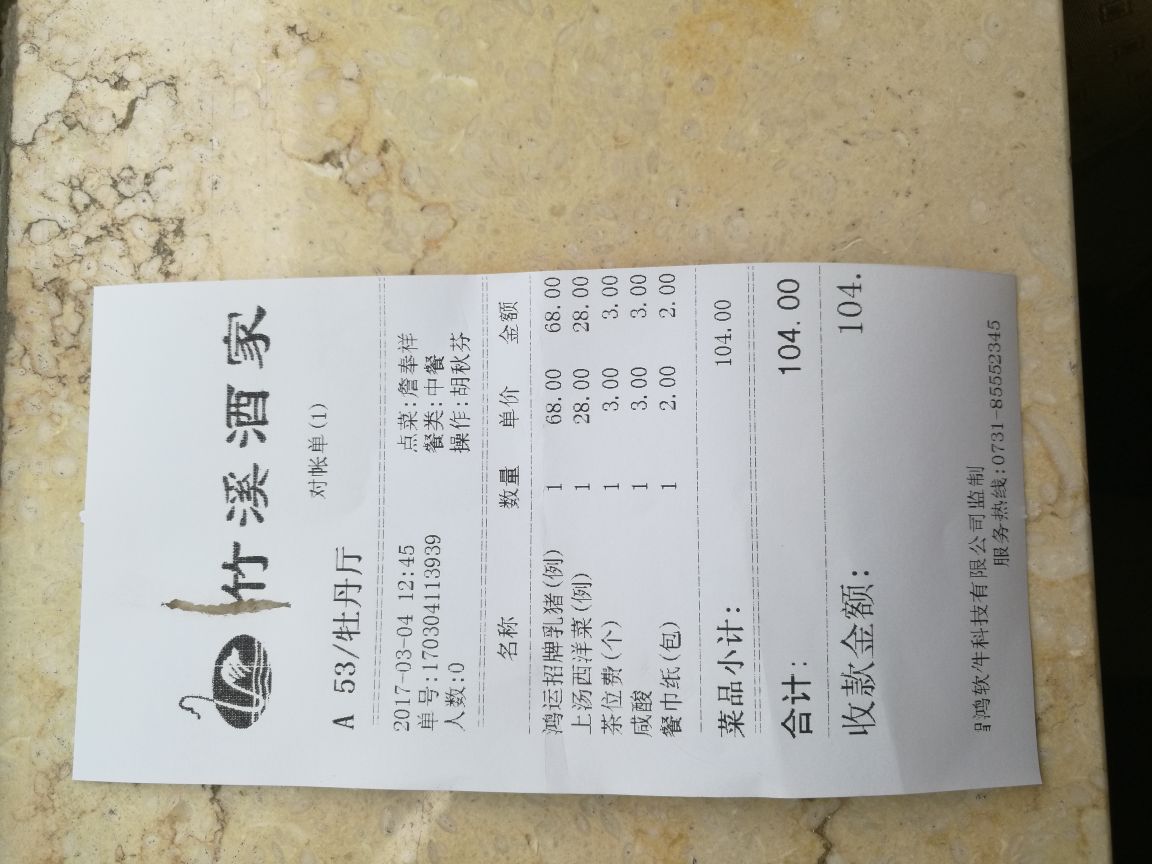 竹溪酒家
对帐单(1)
A 53/牡丹厅
2017-03-04 12:45 点菜:詹奉祥
单号:170304113939 餐类:中餐
人数:0 操作:胡秋芬
名称 数量 单价 金额
鸿运招牌乳猪(例) 1 68.00 68.00
上汤西洋菜(例) 1 28.00 28.00
茶位费(个) 1 3.00 3.00
咸酸 1 3.00 3.00
餐巾纸(包) 1 2.00 2.00
菜品小计: 104.00
合计: 104.00
收款金额: 104.
鸿软件科技有限公司监制
服务热线:0731-85552345